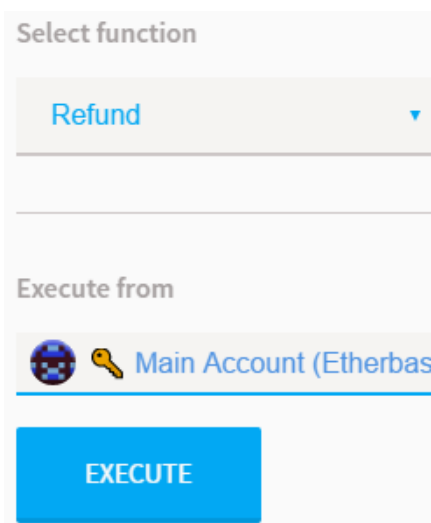 Select function
Refund
Execute from
Main Account (Etherbas
EXECUTE